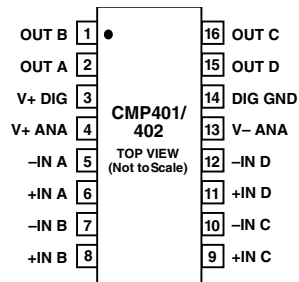 OUT B 1 16 OUT C
OUT A 2 15 OUT D
V+ DIG 3 14 DIG GND
V+ ANA 4 13 V– ANA
–IN A 5 12 –IN D
+IN A 6 11 +IN D
–IN B 7 10 –IN C
+IN B 8 9 +IN C
CMP401/
402
TOP VIEW
(Not to Scale)